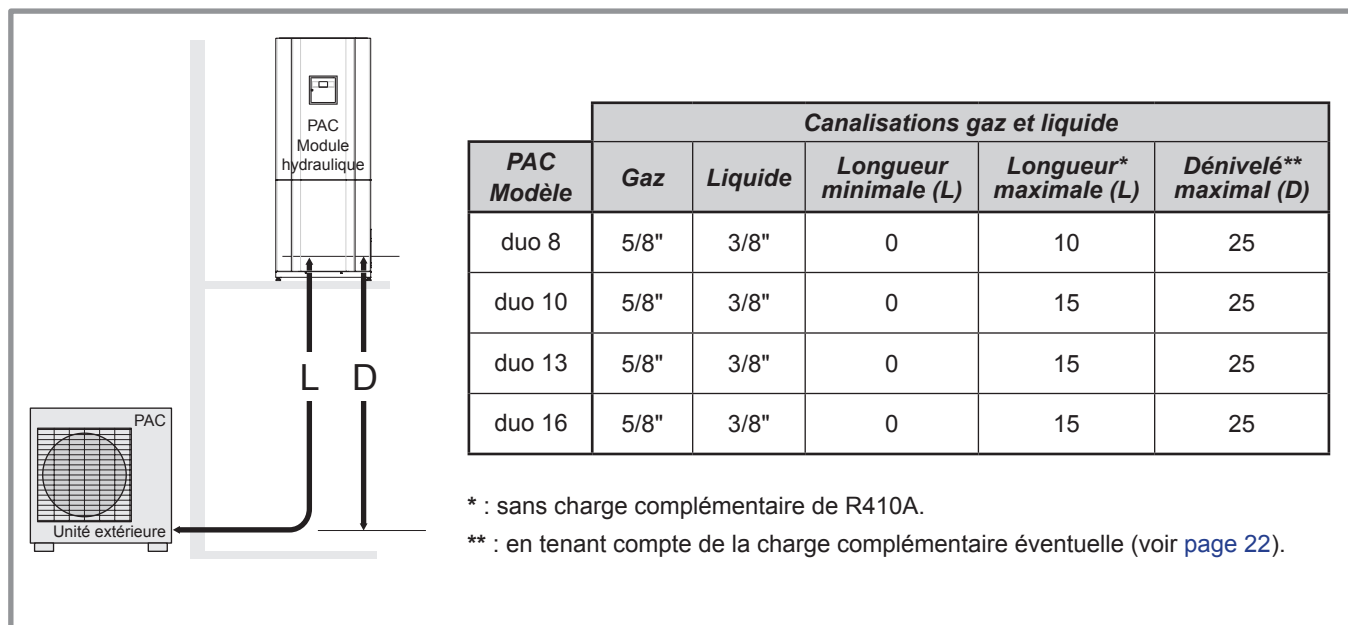 PAC
Module
hydraulique
L D
PAC
Unité extérieure
Canalisations gaz et liquide
PAC Modèle Gaz Liquide Longueur minimale (L) Longueur* maximale (L) Dénivelé** maximal (D)
duo 8 5/8" 3/8" 0 10 25
duo 10 5/8" 3/8" 0 15 25
duo 13 5/8" 3/8" 0 15 25
duo 16 5/8" 3/8" 0 15 25
* : sans charge complémentaire de R410A.
** : en tenant compte de la charge complémentaire éventuelle (voir page 22).